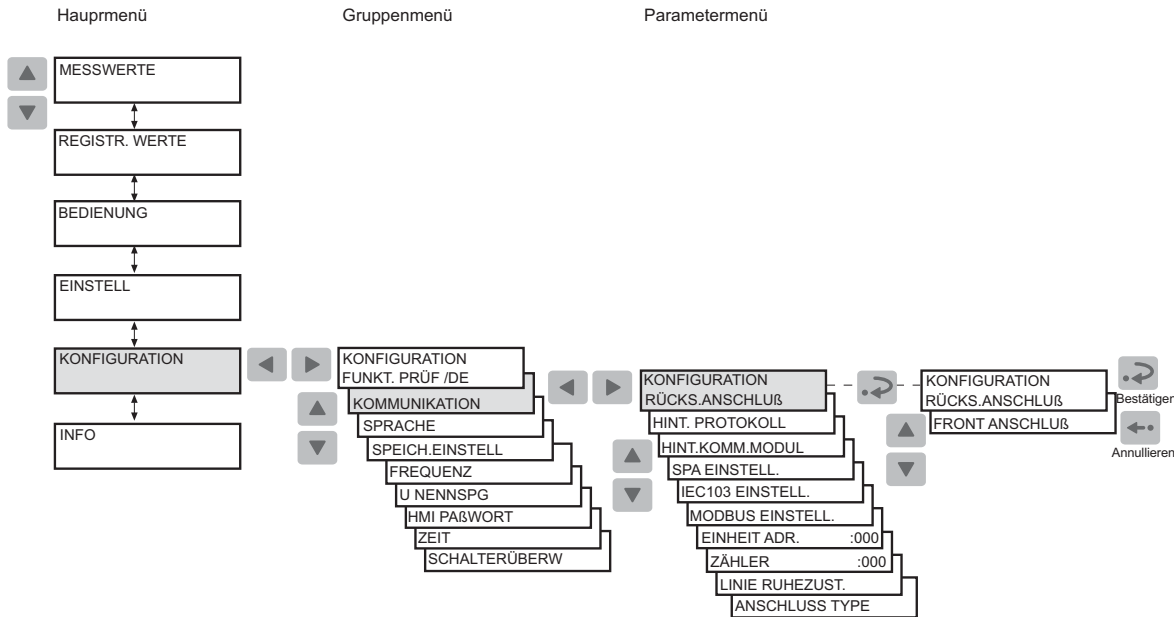 Hauprmenü
Gruppenmenü
Parametermenü
MESSWERTE
REGISTR. WERTE
BEDIENUNG
EINSTELL
KONFIGURATION
INFO
KONFIGURATION
FUNKT. PRÜF /DE
KOMMUNIKATION
SPRACHE
SPEICH.EINSTELL
FREQUENZ
U NENNSPG
HMI PAßWORT
ZEIT
SCHALTERÜBERW
KONFIGURATION
RÜCKS.ANSCHLUß
HINT. PROTOKOLL
HINT.KOMM.MODUL
SPA EINSTELL.
IEC103 EINSTELL.
MODBUS EINSTELL.
EINHEIT ADR. :000
ZÄHLER :000
LINIE RUHEZUST.
ANSCHLUSS TYPE
KONFIGURATION
RÜCKS.ANSCHLUß
FRONT ANSCHLUß
Bestätigen
Annullieren